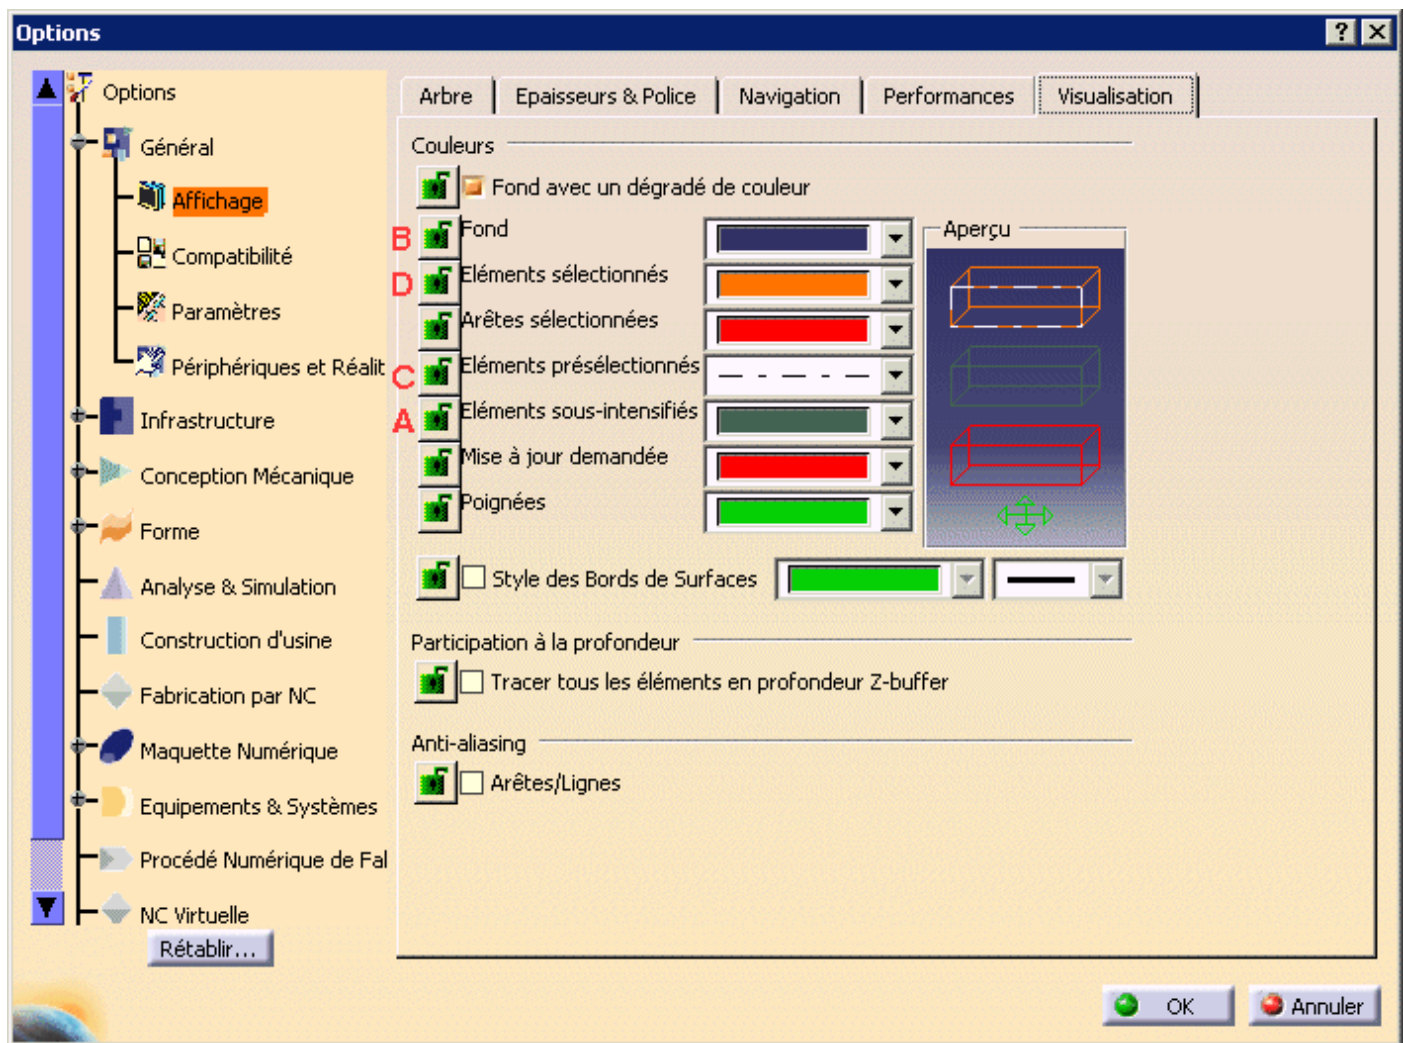 Options
Options
Général
Affichage
Compatibilité
Paramètres
Périphériques et Réalit
Infrastructure
Conception Mécanique
Forme
Analyse & Simulation
Construction d'usine
Fabrication par NC
Maquette Numérique
Equipements & Systèmes
Procédé Numérique de Fal
NC Virtuelle
Rétablir...
Arbre
Epaisseurs & Police
Navigation
Performances
Visualisation
Couleurs
Fond avec un dégradé de couleur
B Fond
D Eléments sélectionnés
Arêtes sélectionnées
C Eléments présélectionnés
A Eléments sous-intensifiés
Mise à jour demandée
Poignées
Aperçu
Style des Bords de Surfaces
Participation à la profondeur
Tracer tous les éléments en profondeur Z-buffer
Anti-aliasing
Arêtes/Lignes
OK
Annuler